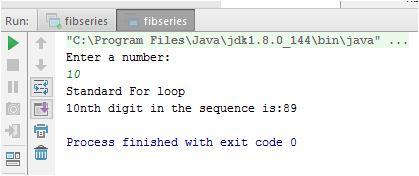 Run: fibseries fibseries
"C:\Program Files\Java\jdk1.8.0_144\bin\java" ...
Enter a number:
10
Standard For loop
10nth digit in the sequence is:89
Process finished with exit code 0